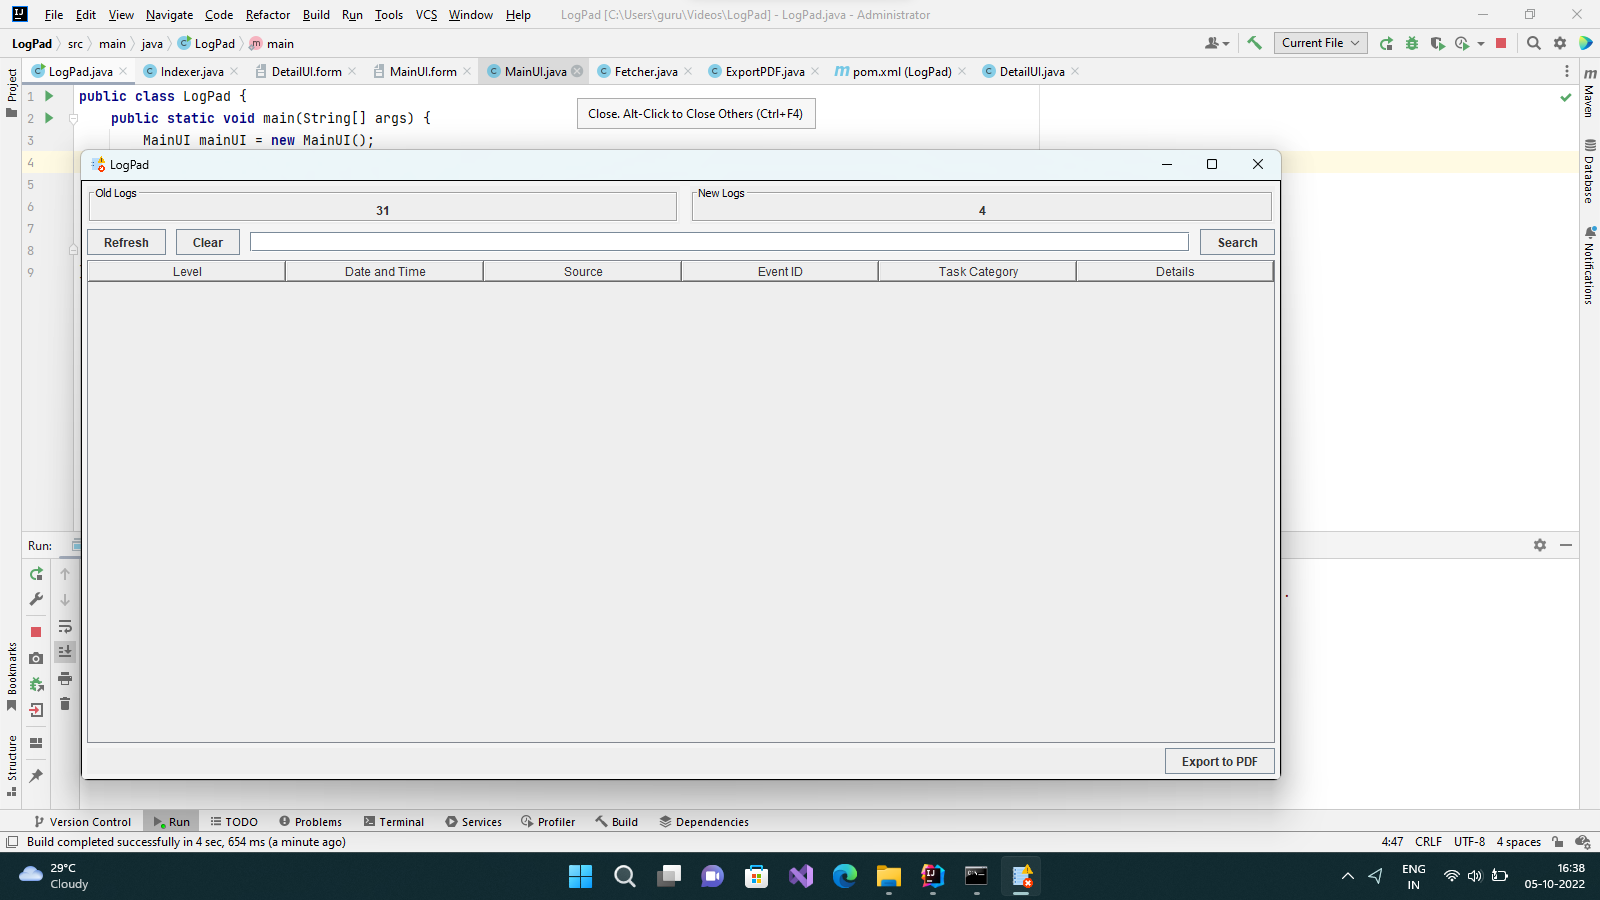 File Edit View Navigate Code Refactor Build Run Tools VCS Window Help LogPad [C:\Users\guru\Videos\LogPad] - LogPad.java - Administrator
LogPad src main java LogPad main Current File
LogPad.java Indexer.java DetailUI.form MainUI.form MainUI.java Fetcher.java ExportPDF.java pom.xml (LogPad) DetailUI.java
Project
Maven
Database
Notifications
1 public class LogPad {
2 public static void main(String[] args) {
3 MainUI mainUI = new MainUI();
4
5
6
7
8
9
Close. Alt-Click to Close Others (Ctrl+F4)
LogPad
Old Logs New Logs
31 4
Refresh Clear Search
Level Date and Time Source Event ID Task Category Details
Export to PDF
Run:
Bookmarks
Structure
Version Control Run TODO Problems Terminal Services Profiler Build Dependencies
Build completed successfully in 4 sec, 654 ms (a minute ago) 4:47 CRLF UTF-8 4 spaces
29°C
Cloudy
ENG
IN
16:38
05-10-2022